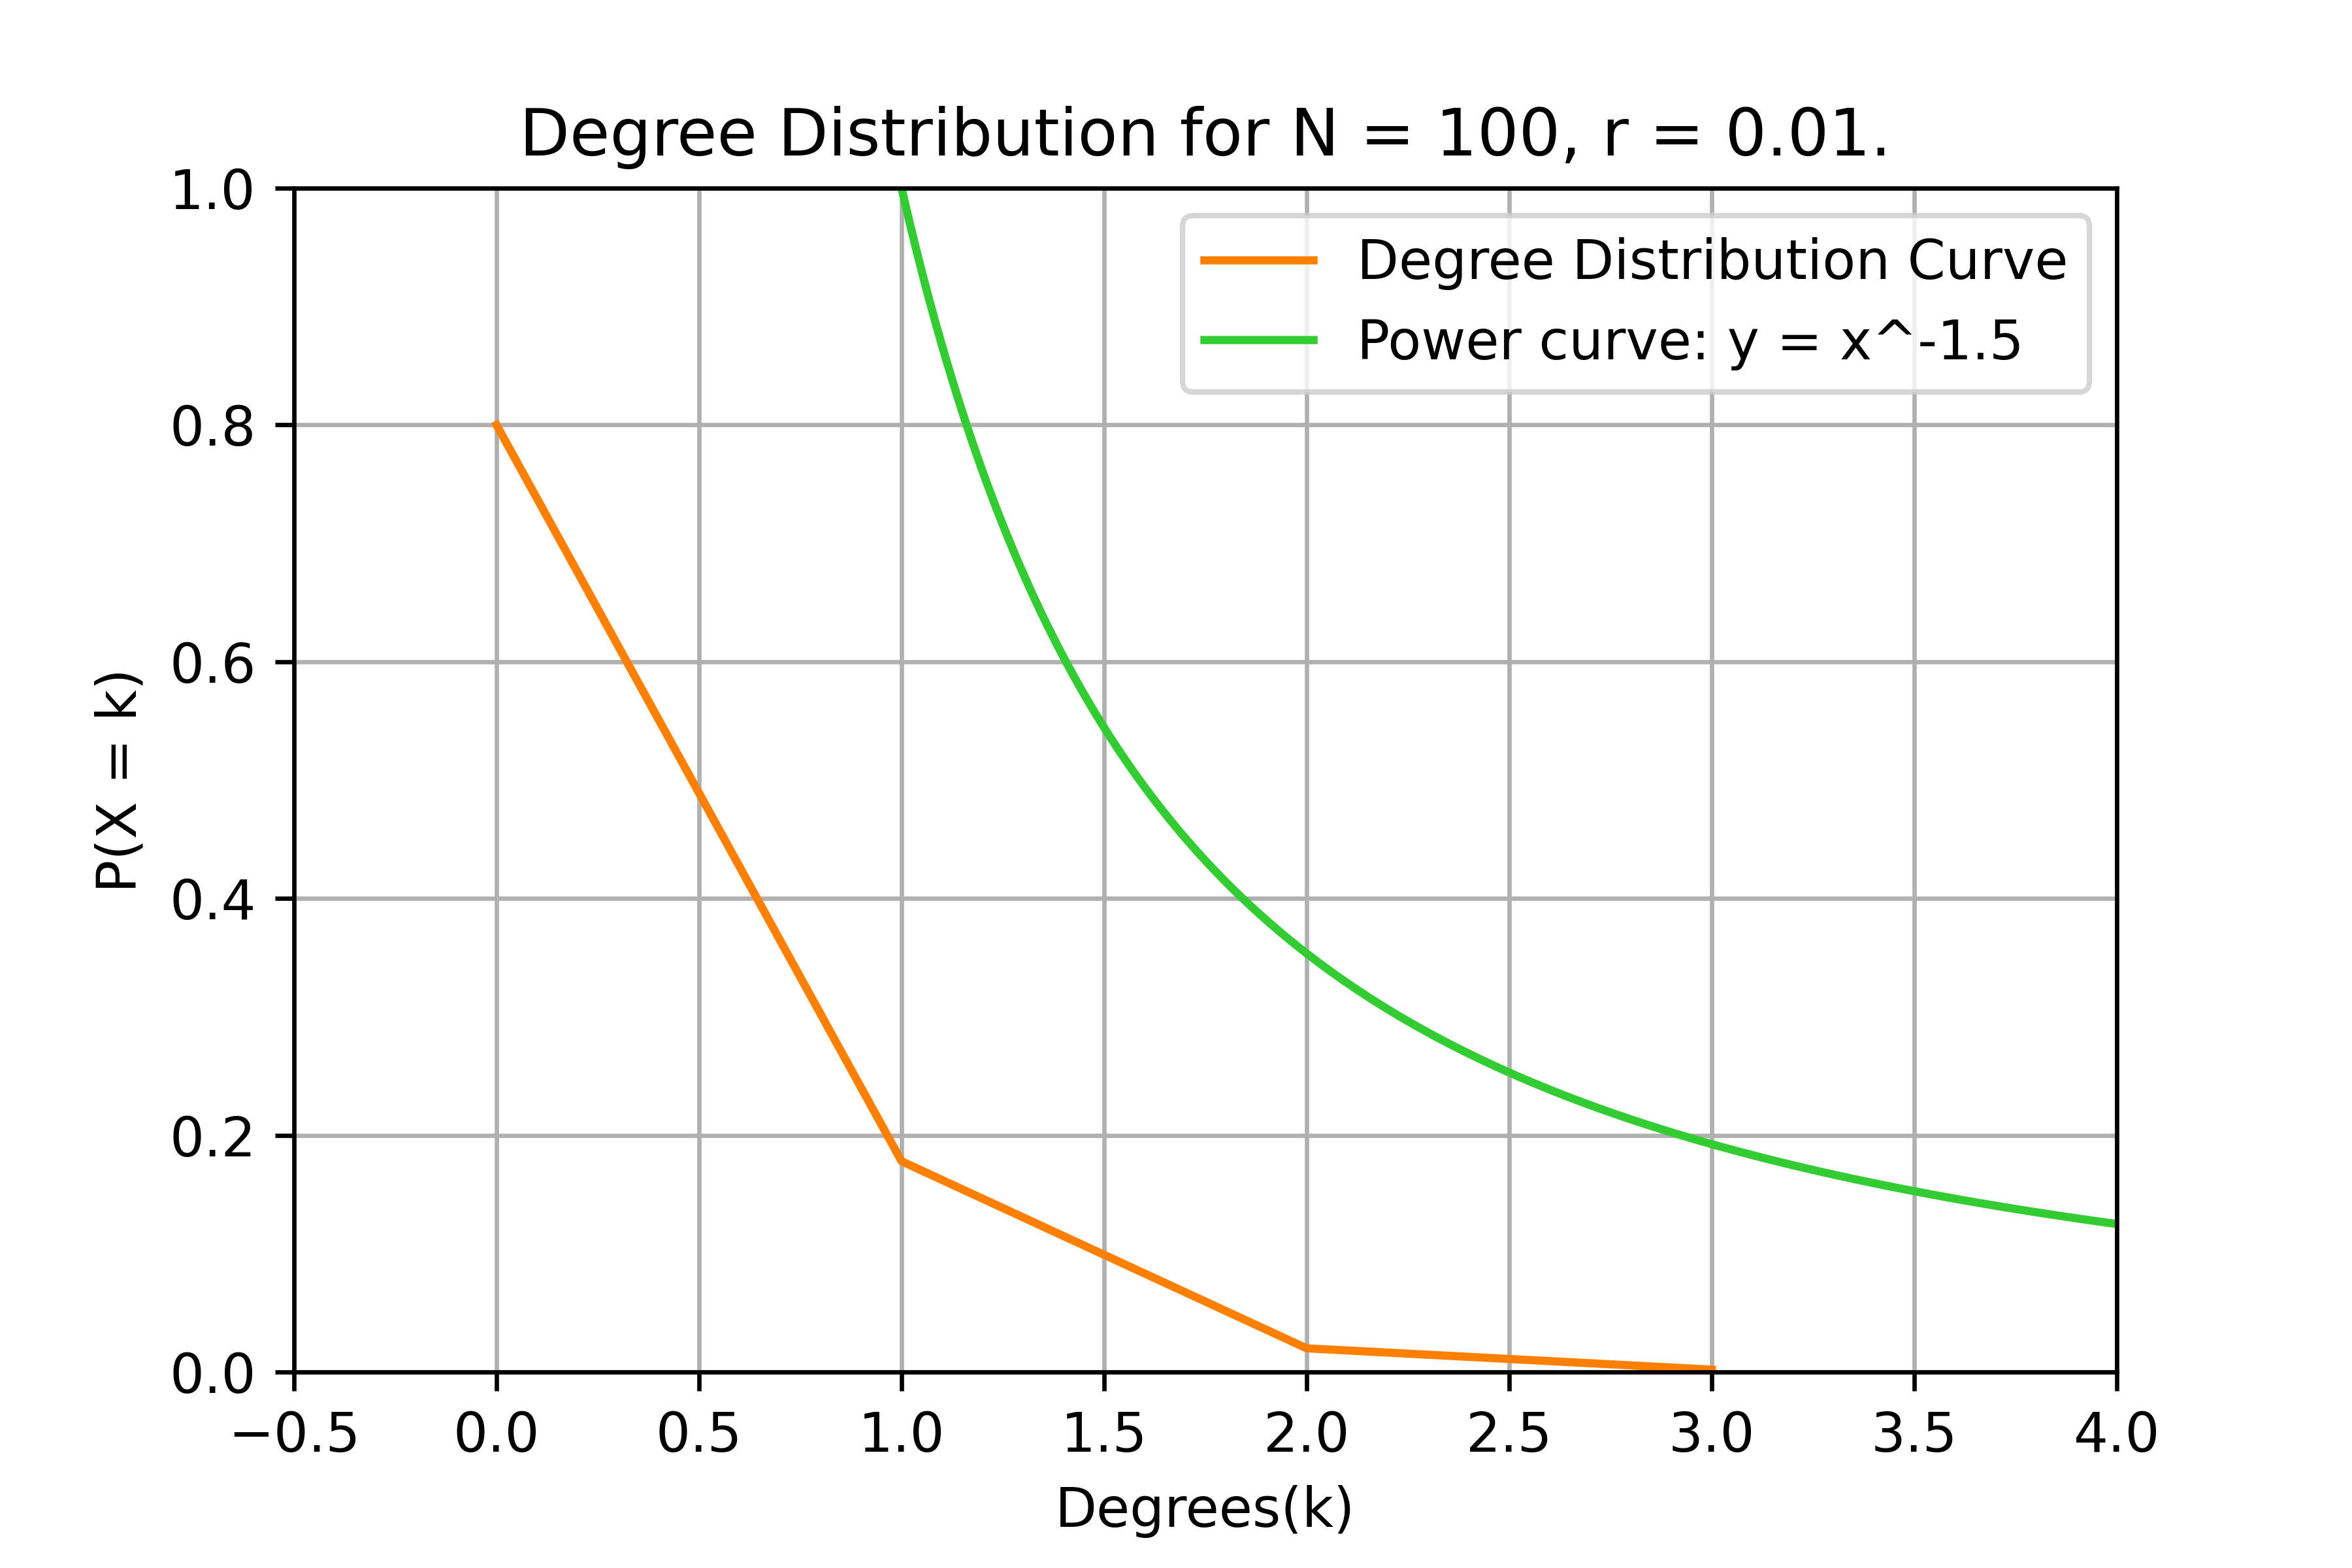 Degree Distribution for N = 100, r = 0.01.
Degree Distribution Curve
Power curve: y = x^-1.5
P(X = k)
1.0
0.8
0.6
0.4
0.2
0.0
−0.5 0.0 0.5 1.0 1.5 2.0 2.5 3.0 3.5 4.0
Degrees(k)